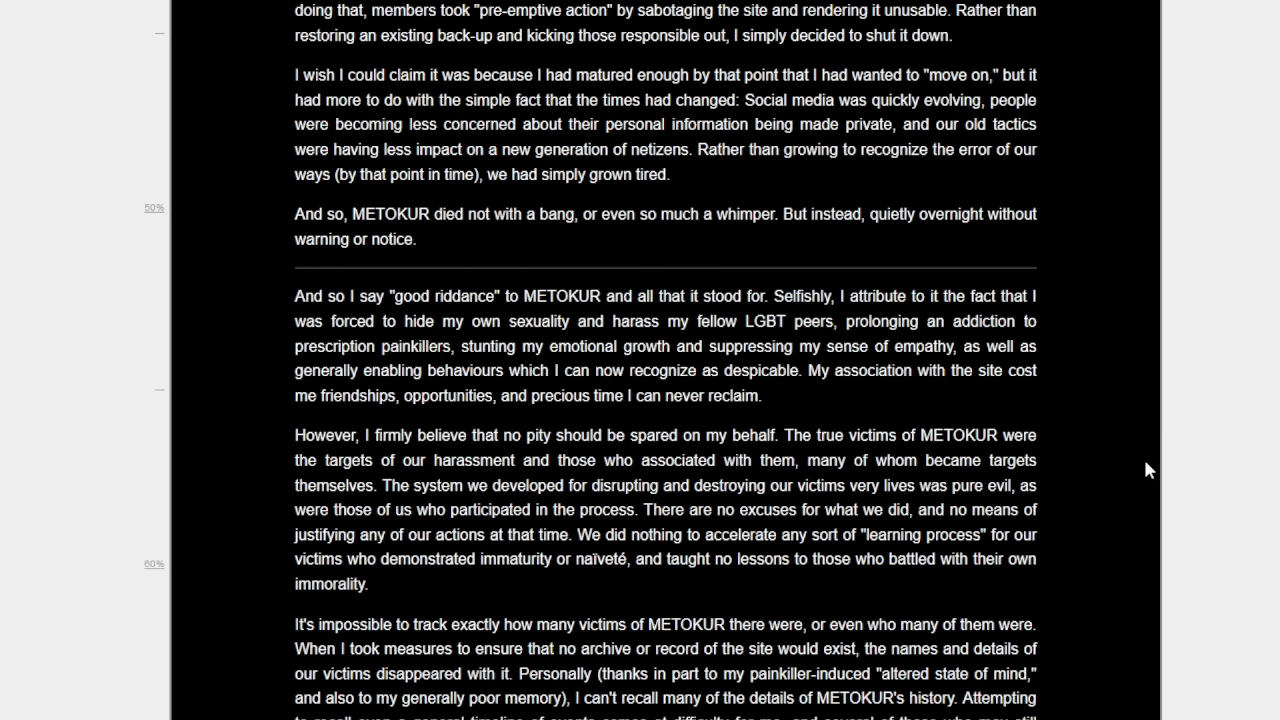 doing that, members took "pre-emptive action" by sabotaging the site and rendering it unusable. Rather than
restoring an existing back-up and kicking those responsible out, I simply decided to shut it down.
I wish I could claim it was because I had matured enough by that point that I had wanted to "move on," but it
had more to do with the simple fact that the times had changed: Social media was quickly evolving, people
were becoming less concerned about their personal information being made private, and our old tactics
were having less impact on a new generation of netizens. Rather than growing to recognize the error of our
ways (by that point in time), we had simply grown tired.
50%
And so, METOKUR died not with a bang, or even so much a whimper. But instead, quietly overnight without
warning or notice.
And so I say "good riddance" to METOKUR and all that it stood for. Selfishly, I attribute to it the fact that I
was forced to hide my own sexuality and harass my fellow LGBT peers, prolonging an addiction to
prescription painkillers, stunting my emotional growth and suppressing my sense of empathy, as well as
generally enabling behaviours which I can now recognize as despicable. My association with the site cost
me friendships, opportunities, and precious time I can never reclaim.
However, I firmly believe that no pity should be spared on my behalf. The true victims of METOKUR were
the targets of our harassment and those who associated with them, many of whom became targets
themselves. The system we developed for disrupting and destroying our victims very lives was pure evil, as
were those of us who participated in the process. There are no excuses for what we did, and no means of
justifying any of our actions at that time. We did nothing to accelerate any sort of "learning process" for our
victims who demonstrated immaturity or naïveté, and taught no lessons to those who battled with their own
60%
immorality.
It's impossible to track exactly how many victims of METOKUR there were, or even who many of them were.
When I took measures to ensure that no archive or record of the site would exist, the names and details of
our victims disappeared with it. Personally (thanks in part to my painkiller-induced "altered state of mind,"
and also to my generally poor memory), I can't recall many of the details of METOKUR's history. Attempting